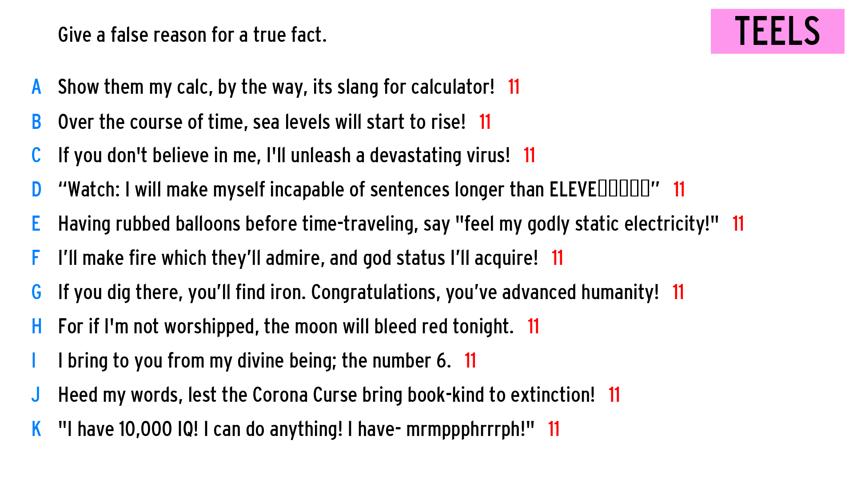 Give a false reason for a true fact.
TEELS
A Show them my calc, by the way, its slang for calculator! 11
B Over the course of time, sea levels will start to rise! 11
C If you don't believe in me, I'll unleash a devastating virus! 11
D “Watch: I will make myself incapable of sentences longer than ELEVE▯▯▯▯▯” 11
E Having rubbed balloons before time-traveling, say "feel my godly static electricity!" 11
F I’ll make fire which they’ll admire, and god status I’ll acquire! 11
G If you dig there, you’ll find iron. Congratulations, you’ve advanced humanity! 11
H For if I'm not worshipped, the moon will bleed red tonight. 11
I I bring to you from my divine being; the number 6. 11
J Heed my words, lest the Corona Curse bring book-kind to extinction! 11
K "I have 10,000 IQ! I can do anything! I have- mrmppphrrrph!" 11